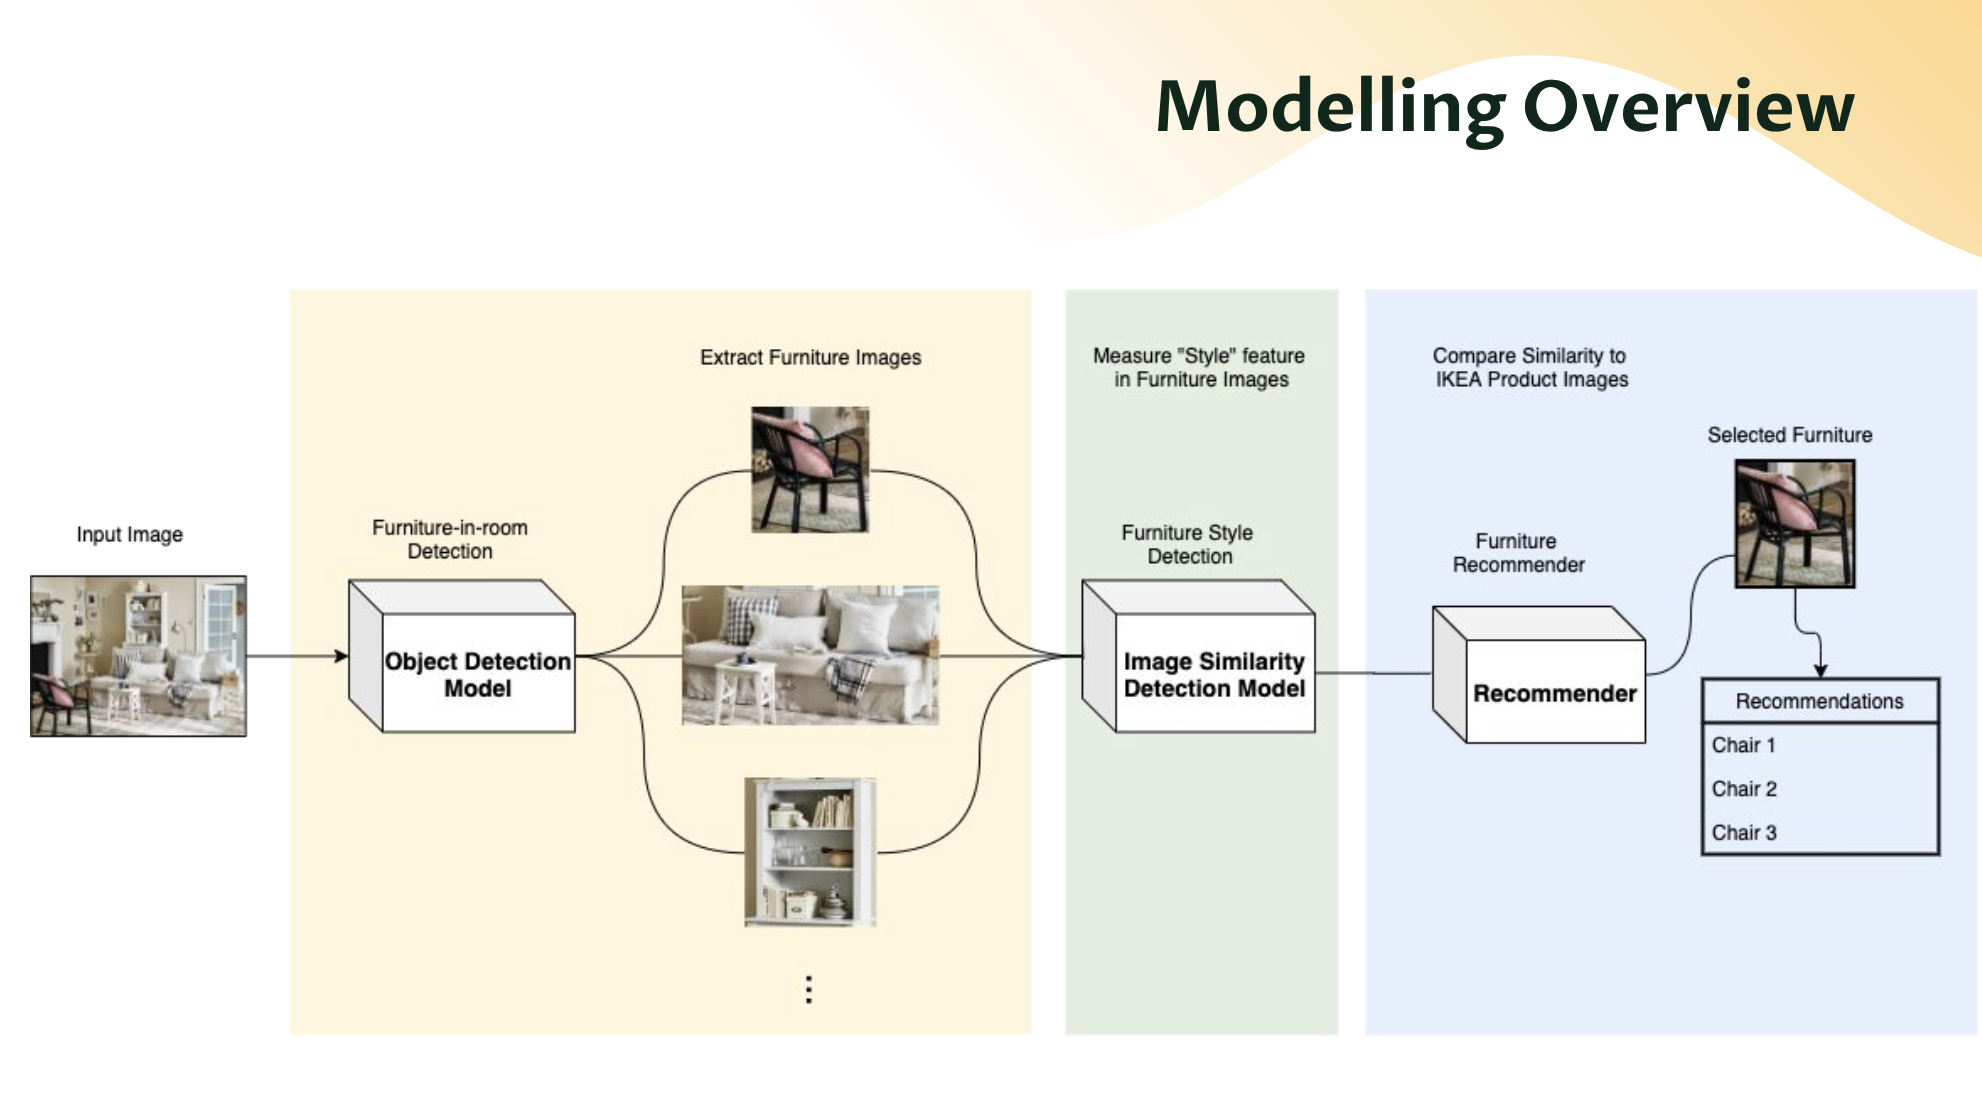 Modelling Overview
Input Image
Furniture-in-room
Detection
Object Detection
Model
Extract Furniture Images
Measure "Style" feature
in Furniture Images
Furniture Style
Detection
Image Similarity
Detection Model
Compare Similarity to
IKEA Product Images
Furniture
Recommender
Recommender
Selected Furniture
Recommendations
Chair 1
Chair 2
Chair 3